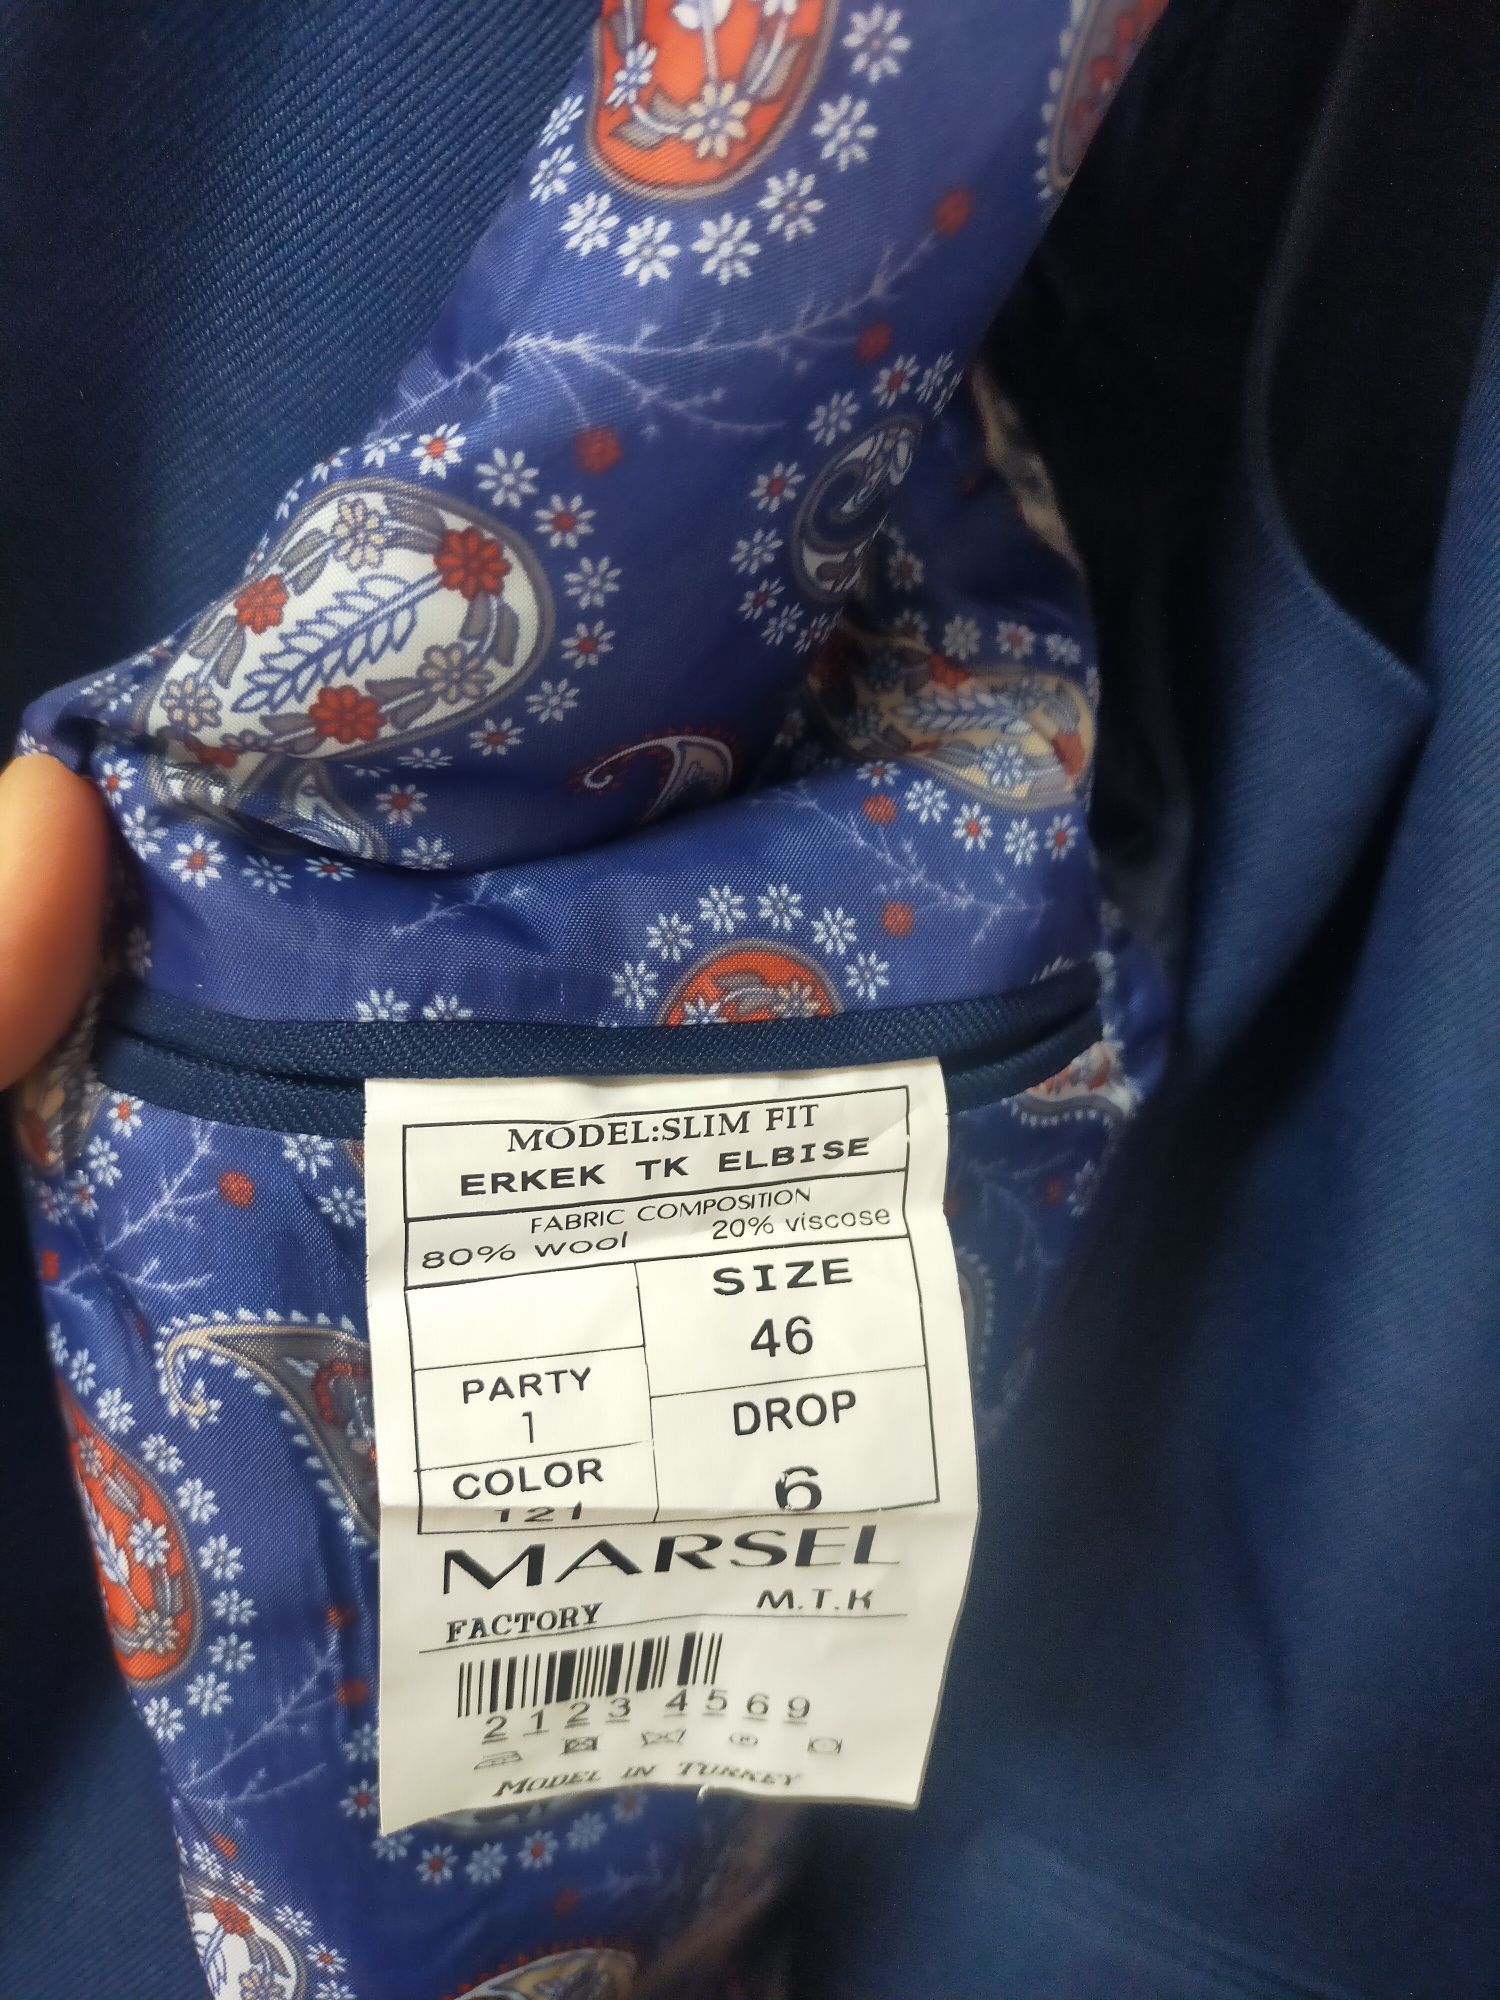 MODEL:SLIM FIT
ERKEK TK ELBISE
FABRIC COMPOSITION
80% wool 20% viscose
SIZE
46
PARTY
1
DROP
6
COLOR
121
MARSEL
FACTORY M.T.K
2123 4569
MODEL IN TURKEY